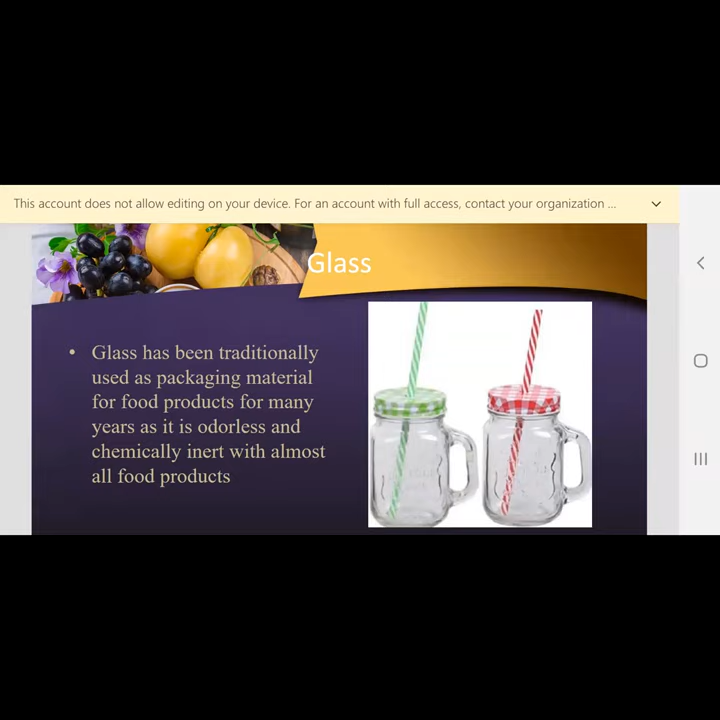 This account does not allow editing on your device. For an account with full access, contact your organization ...
Glass
• Glass has been traditionally
used as packaging material
for food products for many
years as it is odorless and
chemically inert with almost
all food products